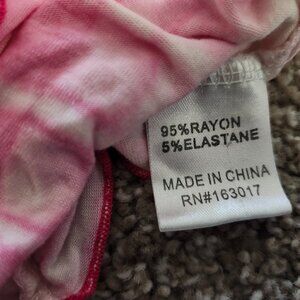 95%RAYON
5%ELASTANE
MADE IN CHINA
RN#163017